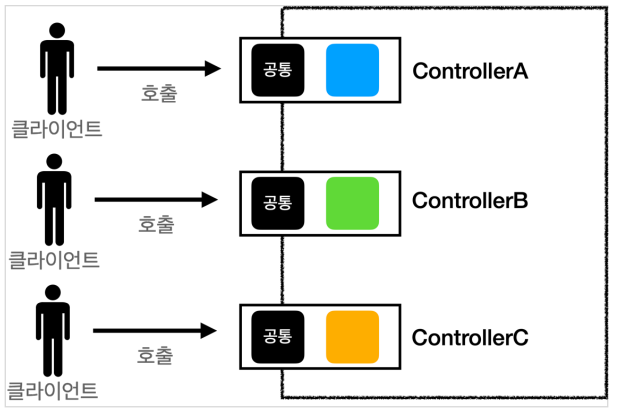 공통
ControllerA
호출
클라이언트
공통
ControllerB
호출
클라이언트
공통
ControllerC
호출
클라이언트